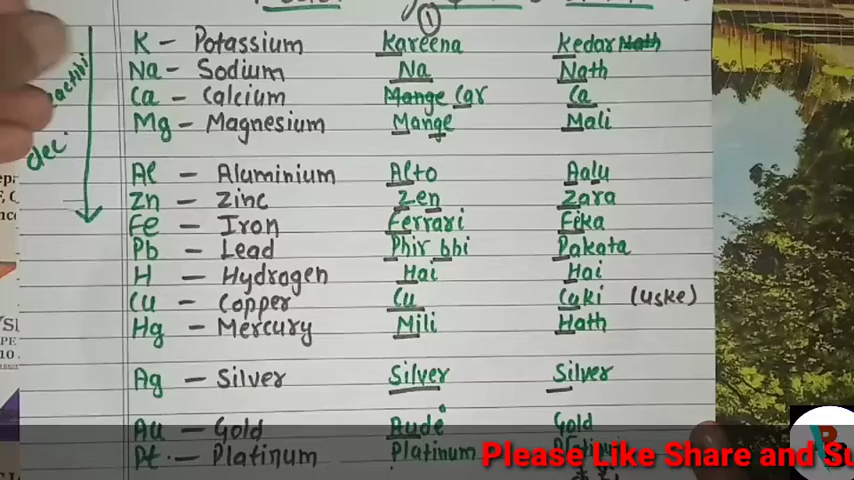 ①
K - Potassium Kareena Kedar Nath
Na - Sodium Na Nath
Ca - Calcium Mange Car Ca
Mg - Magnesium Mange Mali
dec.
Al - Aluminium Alto Aalu
Zn - Zinc Zen Zara
Fe - Iron Ferrari Feka
Pb - Lead Phir bhi Pakata
H - Hydrogen Hai Hai
Cu - Copper Cu Cuki (uske)
Hg - Mercury Mili Hath
Ag - Silver Silver Silver
Au - Gold Aude Gold
Pt. - Platinum Platinum
Please Like Share and Su